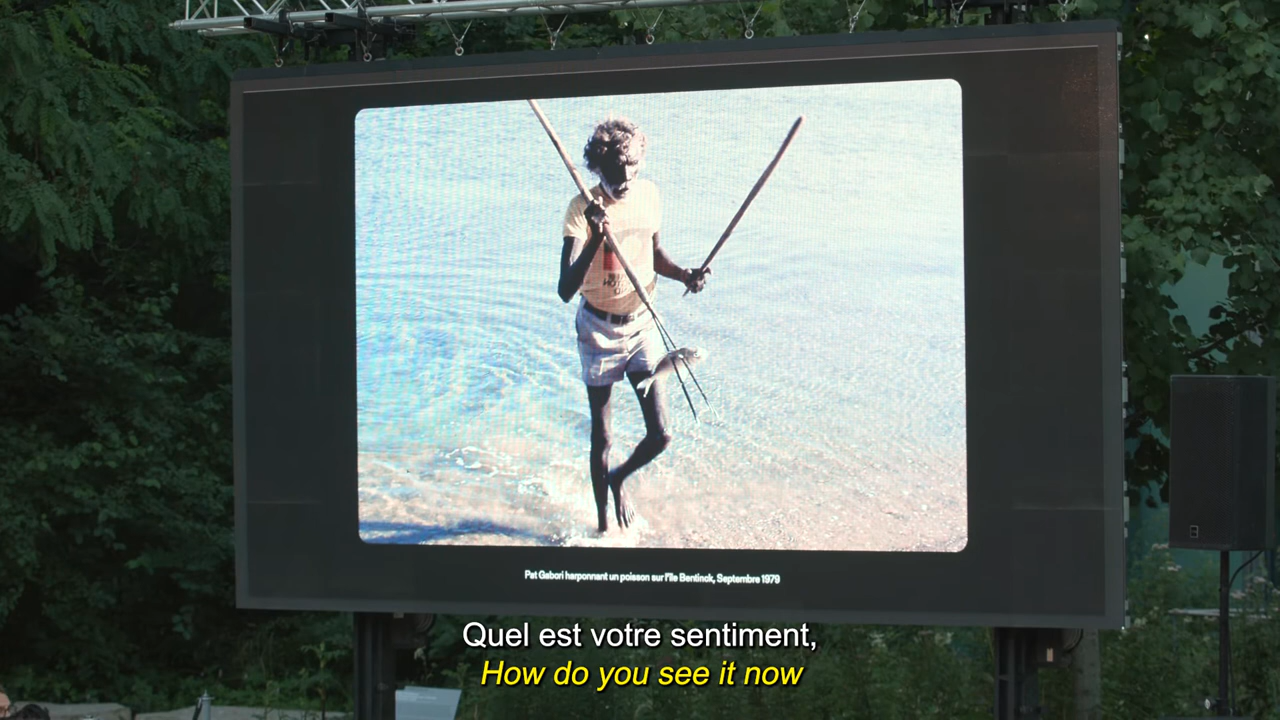 Pat Gabori harponnant un poisson sur l'île Bentinck, Septembre 1979
Quel est votre sentiment,
How do you see it now